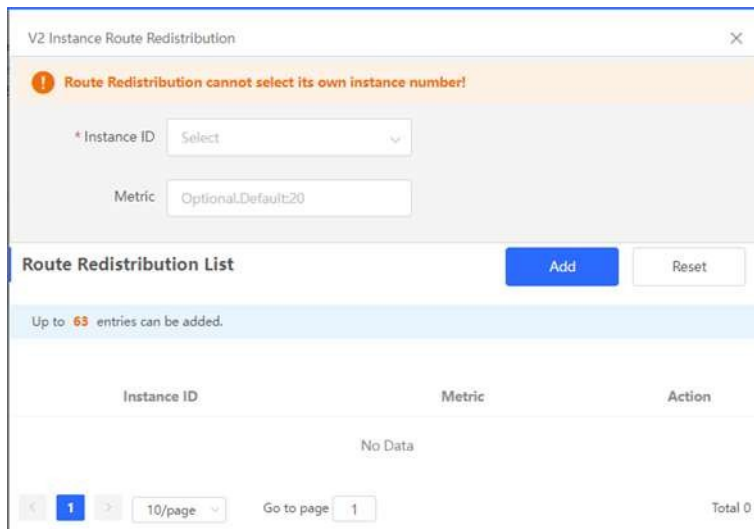 V2 Instance Route Redistribution
Route Redistribution cannot select its own instance number!
* Instance ID Select
Metric Optional.Default:20
Route Redistribution List Add Reset
Up to 63 entries can be added.
Instance ID Metric Action
No Data
1 10/page Go to page 1 Total 0